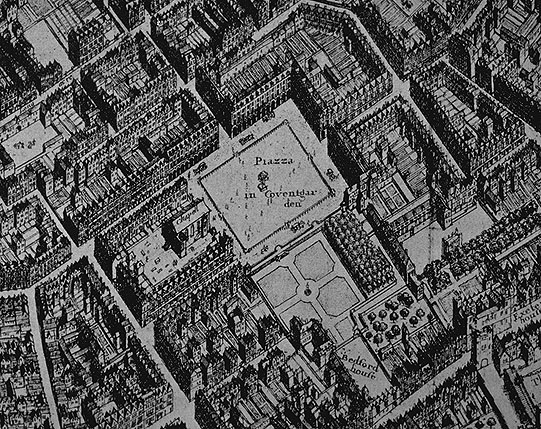 Piazza
in Coventgar
den
Bedford
house